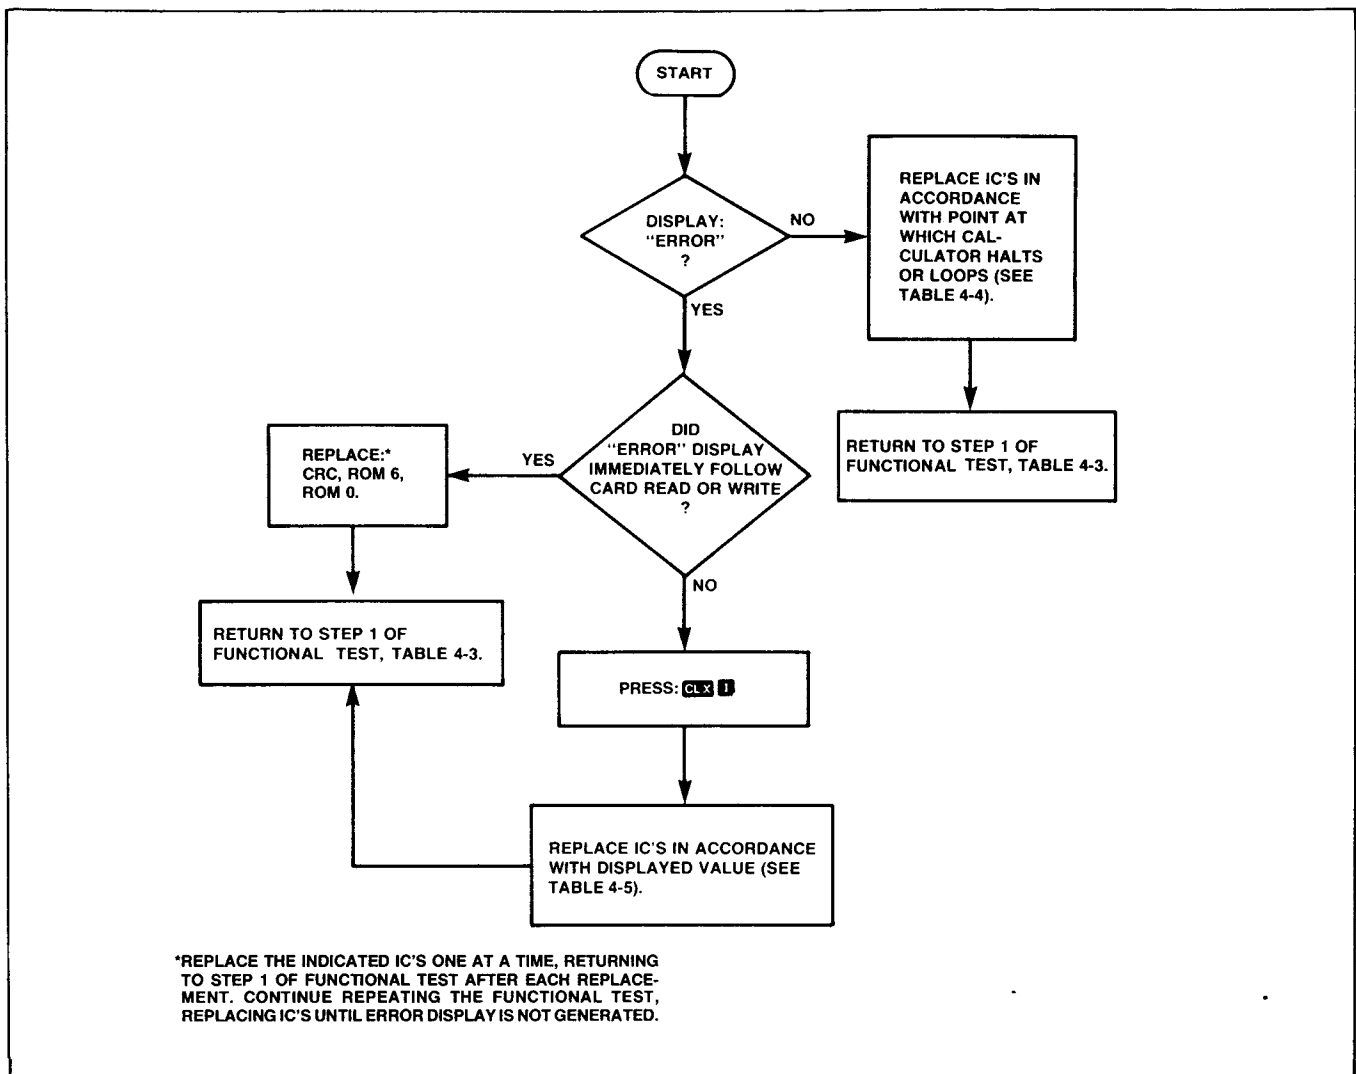 START
DISPLAY:
"ERROR"
?
NO
YES
REPLACE IC'S IN
ACCORDANCE
WITH POINT AT
WHICH CAL-
CULATOR HALTS
OR LOOPS (SEE
TABLE 4-4).
RETURN TO STEP 1 OF
FUNCTIONAL TEST, TABLE 4-3.
DID
"ERROR" DISPLAY
IMMEDIATELY FOLLOW
CARD READ OR WRITE
?
YES
NO
REPLACE:*
CRC, ROM 6,
ROM 0.
RETURN TO STEP 1 OF
FUNCTIONAL TEST, TABLE 4-3.
PRESS: CL X I
REPLACE IC'S IN ACCORDANCE
WITH DISPLAYED VALUE (SEE
TABLE 4-5).
*REPLACE THE INDICATED IC'S ONE AT A TIME, RETURNING
TO STEP 1 OF FUNCTIONAL TEST AFTER EACH REPLACE-
MENT. CONTINUE REPEATING THE FUNCTIONAL TEST,
REPLACING IC'S UNTIL ERROR DISPLAY IS NOT GENERATED.